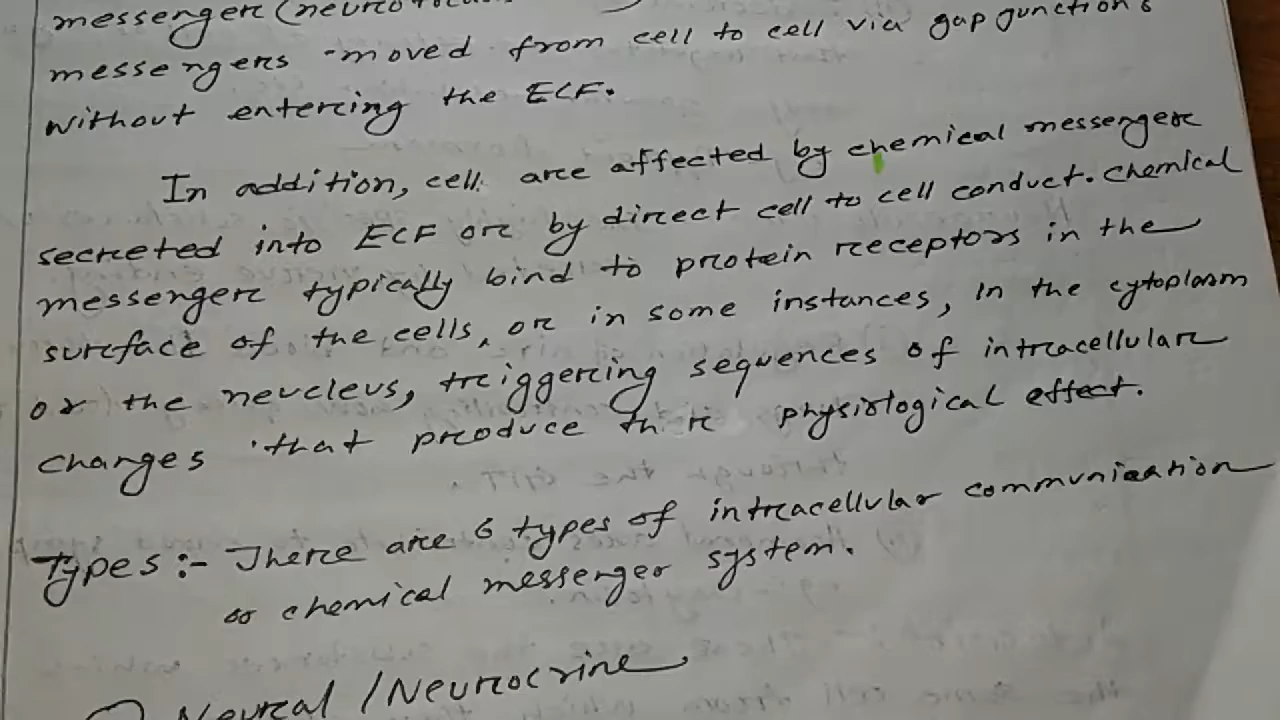 messenger (neuro
messengers - moved from cell to cell via gap junctions
without entering the ECF.
In addition, cell are affected by chemical messenger
secreted into ECF or by direct cell to cell conduct. Chemical
messenger typically bind to protein receptors in the
surface of the cells, or in some instances, in the cytoplasm
or the neucleus, triggering sequences of intracellular
changes that produce physiological effect.
Types :- There are 6 types of intracellular communication
or chemical messenger system.
Neural / Neurocrine